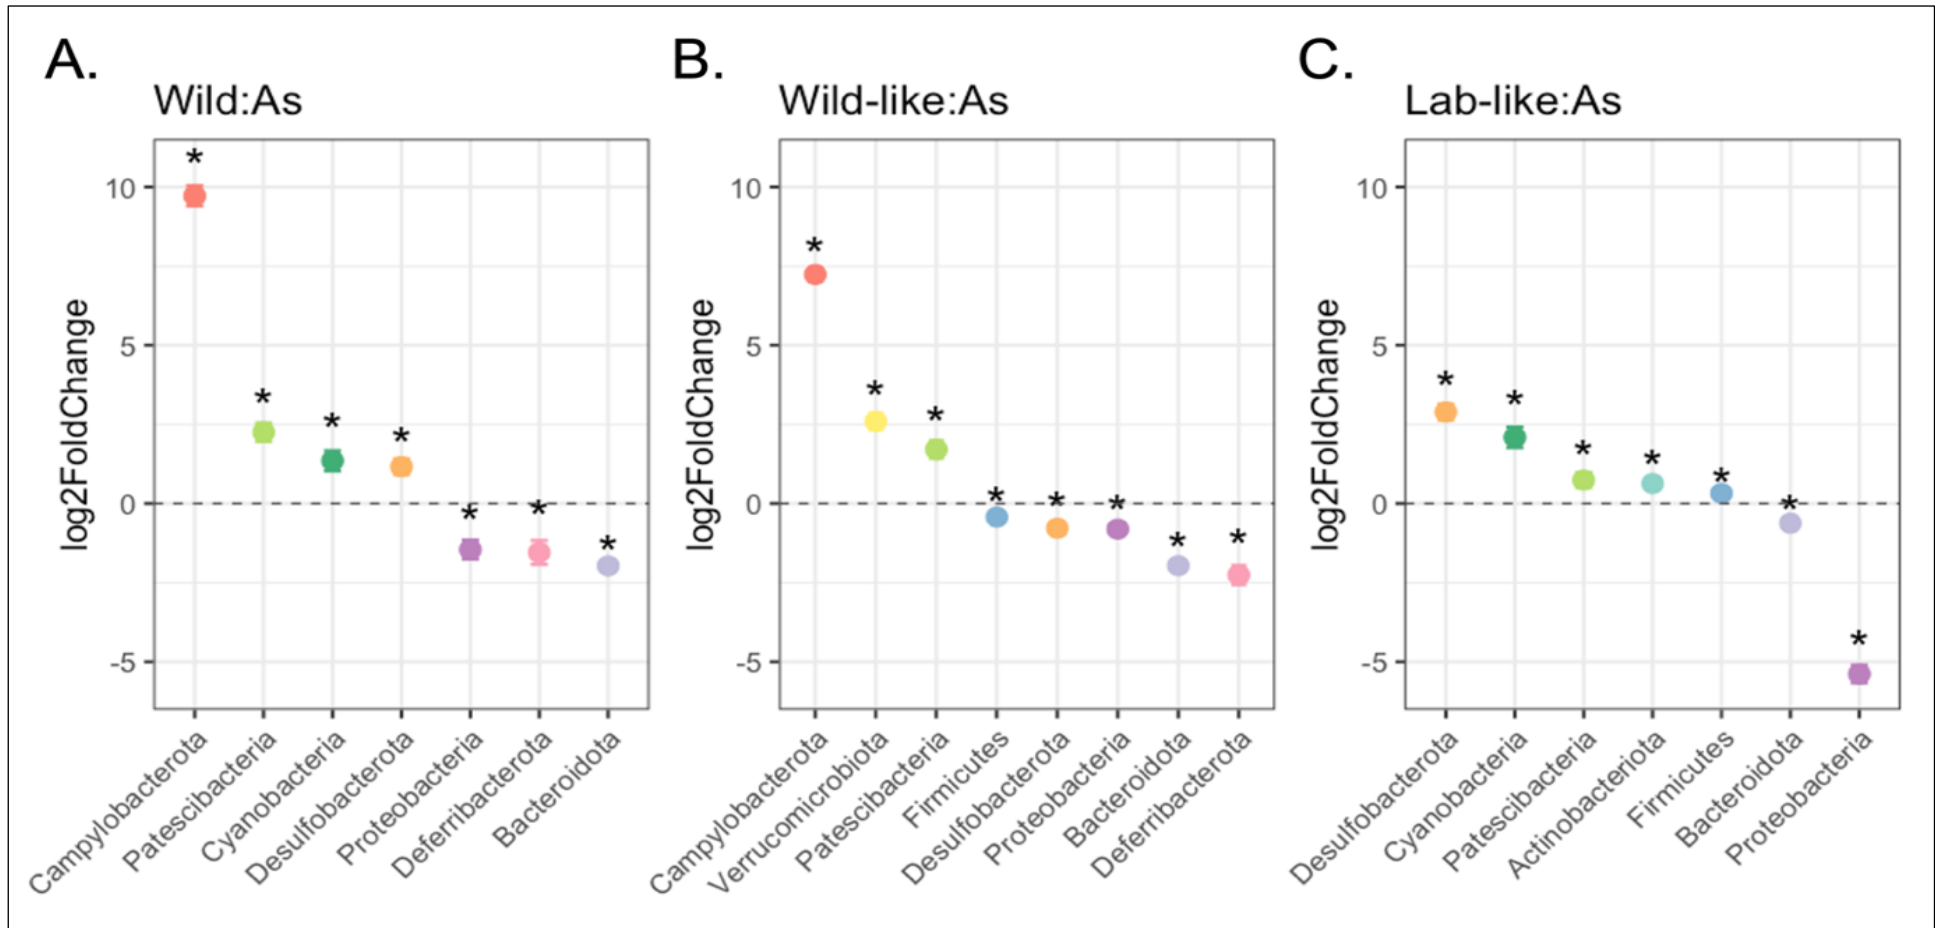 A.
Wild:As
log2FoldChange
10
5
0
-5
*
*
*
*
*
*
*
Campylobacterota
Patescibacteria
Cyanobacteria
Desulfobacterota
Proteobacteria
Deferribacterota
Bacteroidota
B.
Wild-like:As
log2FoldChange
10
5
0
-5
*
*
*
*
*
*
*
*
Campylobacterota
Verrucomicrobiota
Patescibacteria
Firmicutes
Desulfobacterota
Proteobacteria
Bacteroidota
Deferribacterota
C.
Lab-like:As
log2FoldChange
10
5
0
-5
*
*
*
*
*
*
*
Desulfobacterota
Cyanobacteria
Patescibacteria
Actinobacteriota
Firmicutes
Bacteroidota
Proteobacteria